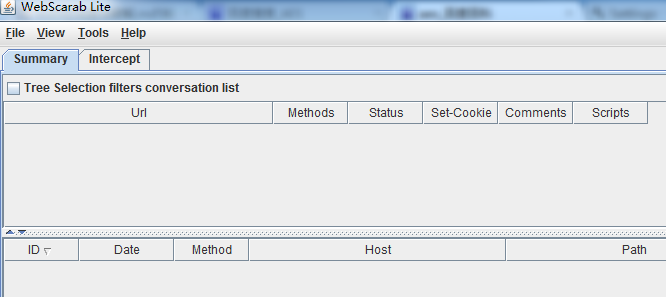 WebScarab Lite
File View Tools Help
Summary Intercept
Tree Selection filters conversation list
Url Methods Status Set-Cookie Comments Scripts
ID Date Method Host Path